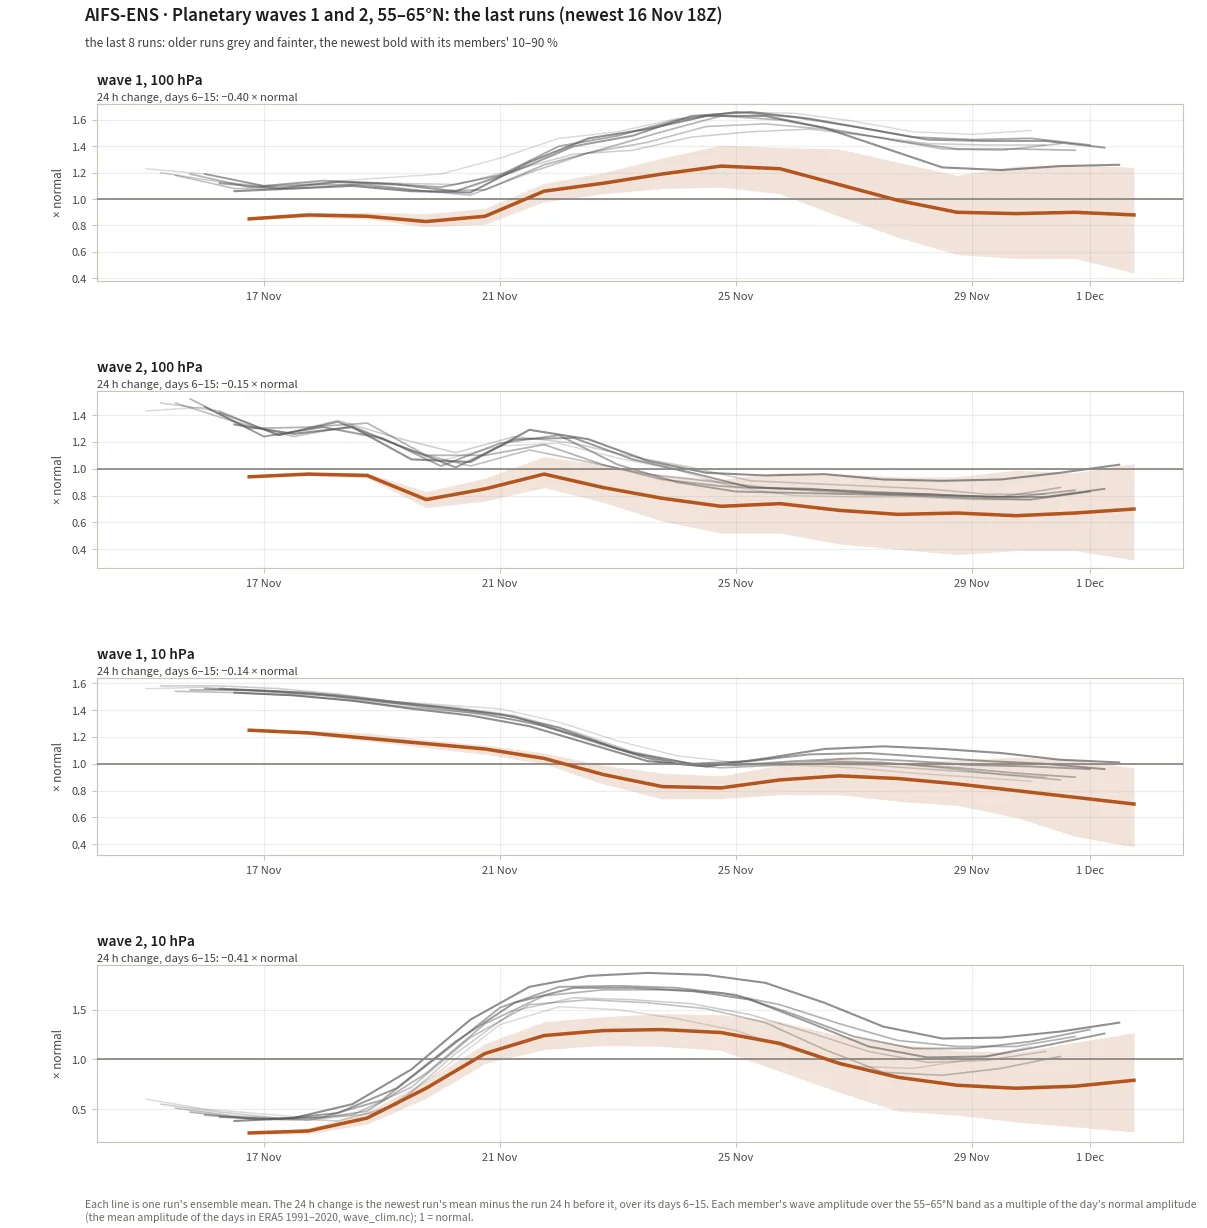 AIFS-ENS · Planetary waves 1 and 2, 55–65°N: the last runs (newest 16 Nov 18Z)
the last 8 runs: older runs grey and fainter, the newest bold with its members' 10–90 %
wave 1, 100 hPa
24 h change, days 6–15: −0.40 × normal
1.6
1.4
1.2
1.0
0.8
0.6
0.4
× normal
17 Nov 21 Nov 25 Nov 29 Nov 1 Dec
wave 2, 100 hPa
24 h change, days 6–15: −0.15 × normal
1.4
1.2
1.0
0.8
0.6
0.4
× normal
17 Nov 21 Nov 25 Nov 29 Nov 1 Dec
wave 1, 10 hPa
24 h change, days 6–15: −0.14 × normal
1.6
1.4
1.2
1.0
0.8
0.6
0.4
× normal
17 Nov 21 Nov 25 Nov 29 Nov 1 Dec
wave 2, 10 hPa
24 h change, days 6–15: −0.41 × normal
1.5
1.0
0.5
× normal
17 Nov 21 Nov 25 Nov 29 Nov 1 Dec
Each line is one run's ensemble mean. The 24 h change is the newest run's mean minus the run 24 h before it, over its days 6–15. Each member's wave amplitude over the 55–65°N band as a multiple of the day's normal amplitude
(the mean amplitude of the days in ERA5 1991–2020, wave_clim.nc); 1 = normal.